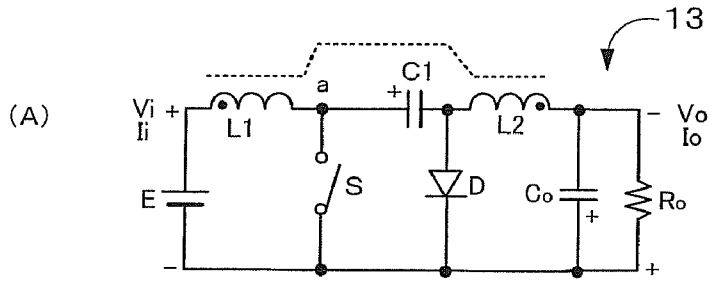 13
(A)
Vi
Ii
+
L1
a
+
C1
L2
−
Vo
Io
E
S
D
Co
+
Ro
−
+